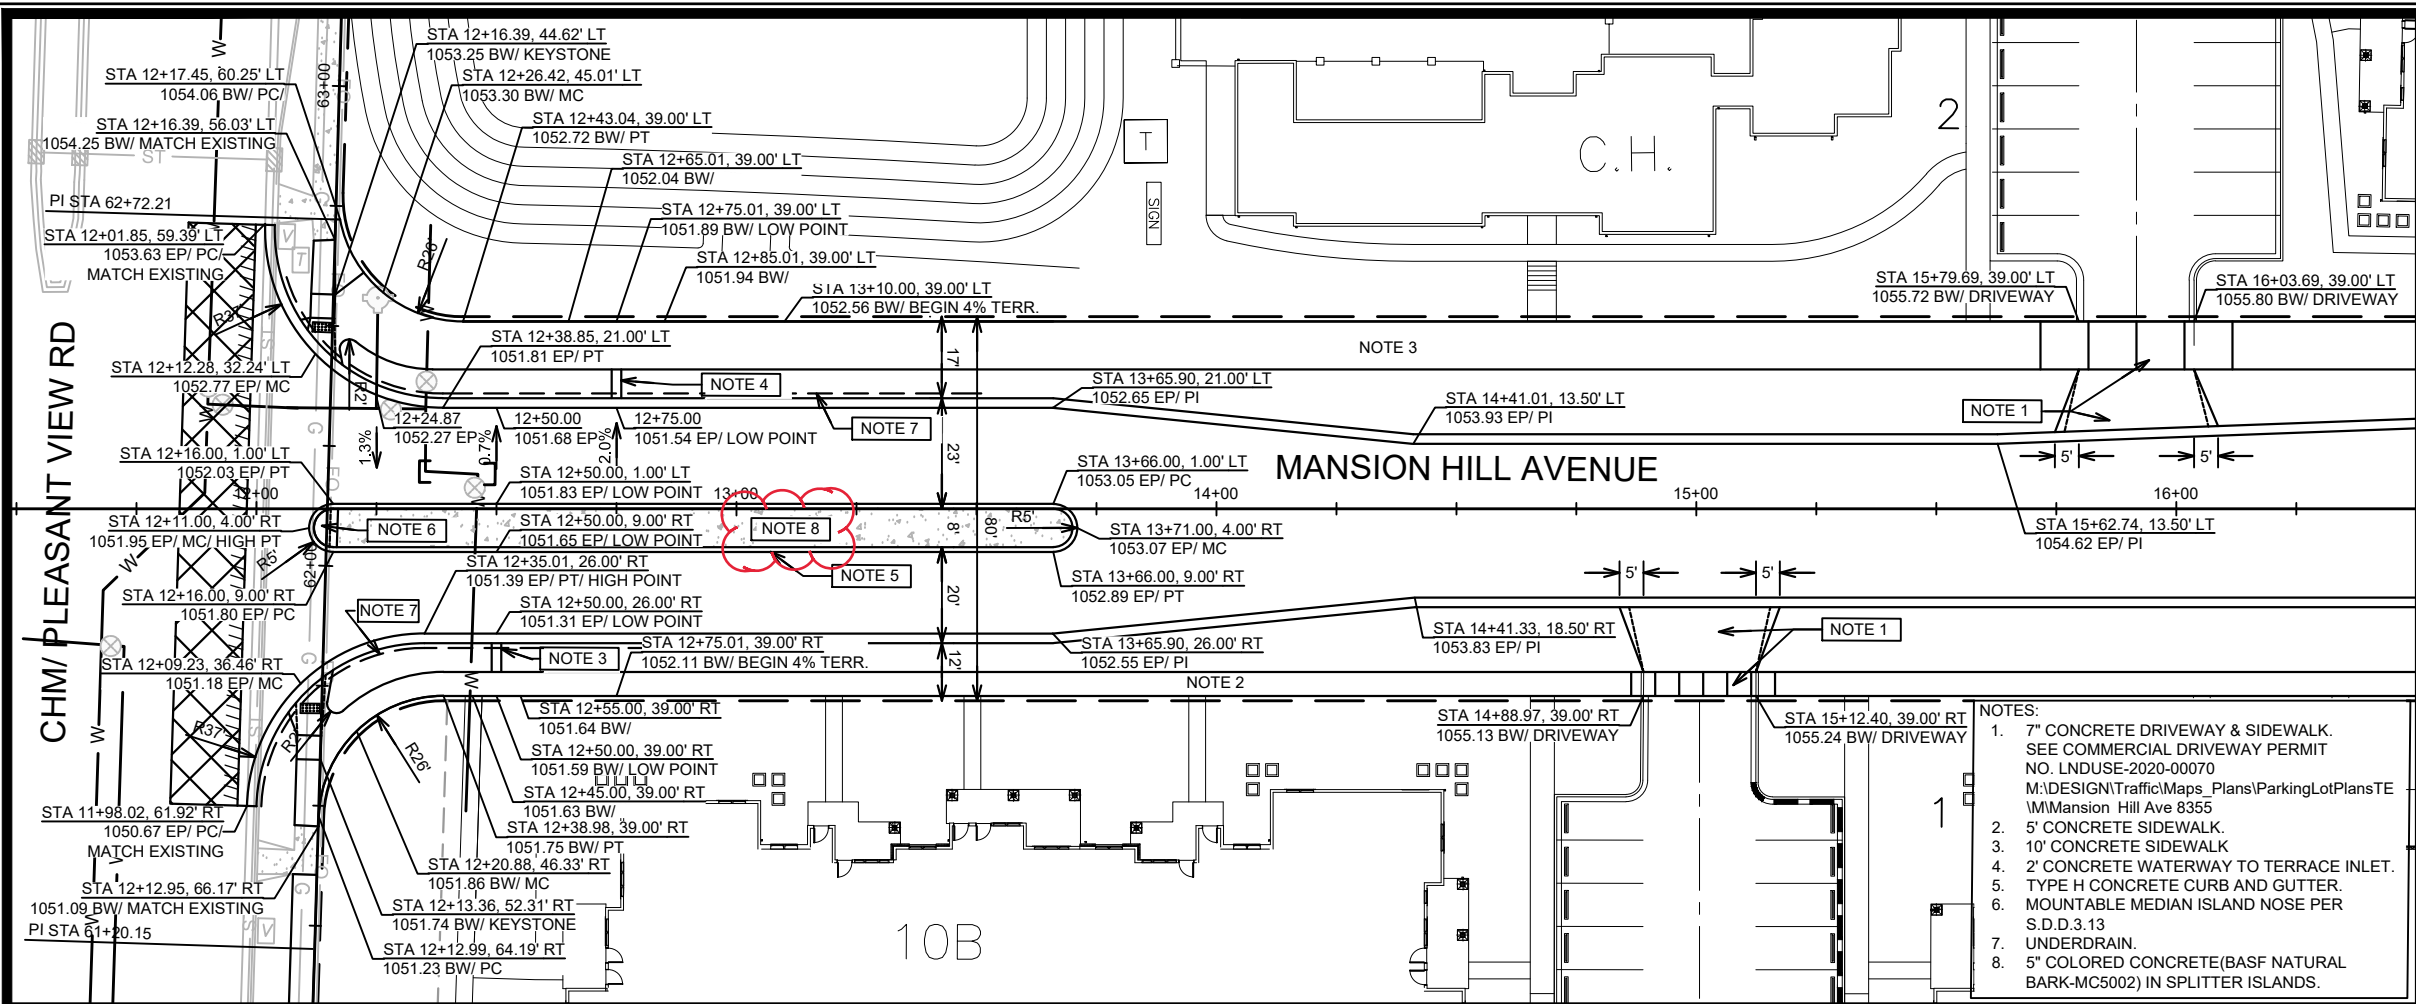 STA 12+16.39, 44.62' LT
1053.25 BW/ KEYSTONE
STA 12+17.45, 60.25' LT
1054.06 BW/ PC/
STA 12+26.42, 45.01' LT
1053.30 BW/ MC
STA 12+16.39, 56.03' LT
1054.25 BW/ MATCH EXISTING
STA 12+43.04, 39.00' LT
1052.72 BW/ PT
STA 12+65.01, 39.00' LT
1052.04 BW/
PI STA 62+72.21
STA 12+75.01, 39.00' LT
1051.89 BW/ LOW POINT
STA 12+01.85, 59.39' LT
1053.63 EP/ PC/
MATCH EXISTING
STA 12+85.01, 39.00' LT
1051.94 BW/
STA 13+10.00, 39.00' LT
1052.56 BW/ BEGIN 4% TERR.
63+00
ST
W
W
V
T
R26'
T
SIGN
C.H.
2
STA 15+79.69, 39.00' LT
1055.72 BW/ DRIVEWAY
STA 16+03.69, 39.00' LT
1055.80 BW/ DRIVEWAY
STA 12+38.85, 21.00' LT
1051.81 EP/ PT
17'
NOTE 3
STA 12+12.28, 32.24' LT
1052.77 EP/ MC
R2'
NOTE 4
STA 13+65.90, 21.00' LT
1052.65 EP/ PI
STA 14+41.01, 13.50' LT
1053.93 EP/ PI
NOTE 1
12+24.87
1052.27 EP
12+50.00
1051.68 EP
12+75.00
1051.54 EP/ LOW POINT
NOTE 7
1.3%
0.7%
2.0%
23'
STA 12+16.00, 1.00' LT
1052.03 EP/ PT
STA 12+50.00, 1.00' LT
1051.83 EP/ LOW POINT
STA 13+66.00, 1.00' LT
1053.05 EP/ PC
MANSION HILL AVENUE
5'
5'
12+00
13+00
14+00
15+00
16+00
CHM/ PLEASANT VIEW RD
STA 12+11.00, 4.00' RT
1051.95 EP/ MC/ HIGH PT
NOTE 6
STA 12+50.00, 9.00' RT
1051.65 EP/ LOW POINT
NOTE 8
8'
80'
R5'
STA 13+71.00, 4.00' RT
1053.07 EP/ MC
STA 15+62.74, 13.50' LT
1054.62 EP/ PI
R5'
62+00
STA 12+35.01, 26.00' RT
1051.39 EP/ PT/ HIGH POINT
NOTE 5
STA 13+66.00, 9.00' RT
1052.89 EP/ PT
5'
5'
STA 12+16.00, 9.00' RT
1051.80 EP/ PC
NOTE 7
STA 12+50.00, 26.00' RT
1051.31 EP/ LOW POINT
20'
STA 12+75.01, 39.00' RT
1052.11 BW/ BEGIN 4% TERR.
STA 13+65.90, 26.00' RT
1052.55 EP/ PI
STA 14+41.33, 18.50' RT
1053.83 EP/ PI
NOTE 1
NOTE 3
12'
STA 12+09.23, 36.46' RT
1051.18 EP/ MC
NOTE 2
STA 12+55.00, 39.00' RT
1051.64 BW/
STA 14+88.97, 39.00' RT
1055.13 BW/ DRIVEWAY
STA 15+12.40, 39.00' RT
1055.24 BW/ DRIVEWAY
R37'
R26'
STA 12+50.00, 39.00' RT
1051.59 BW/ LOW POINT
STA 12+45.00, 39.00' RT
1051.63 BW/
STA 11+98.02, 61.92' RT
1050.67 EP/ PC/
MATCH EXISTING
STA 12+38.98, 39.00' RT
1051.75 BW/ PT
STA 12+20.88, 46.33' RT
1051.86 BW/ MC
STA 12+12.95, 66.17' RT
1051.09 BW/ MATCH EXISTING
STA 12+13.36, 52.31' RT
1051.74 BW/ KEYSTONE
PI STA 61+20.15
V
STA 12+12.99, 64.19' RT
1051.23 BW/ PC
10B
1
NOTES:
1. 7" CONCRETE DRIVEWAY & SIDEWALK.
SEE COMMERCIAL DRIVEWAY PERMIT
NO. LNDUSE-2020-00070
M:\DESIGN\Traffic\Maps_Plans\ParkingLotPlansTE
\M\Mansion Hill Ave 8355
2. 5' CONCRETE SIDEWALK.
3. 10' CONCRETE SIDEWALK
4. 2' CONCRETE WATERWAY TO TERRACE INLET.
5. TYPE H CONCRETE CURB AND GUTTER.
6. MOUNTABLE MEDIAN ISLAND NOSE PER
S.D.D.3.13
7. UNDERDRAIN.
8. 5" COLORED CONCRETE(BASF NATURAL
BARK-MC5002) IN SPLITTER ISLANDS.